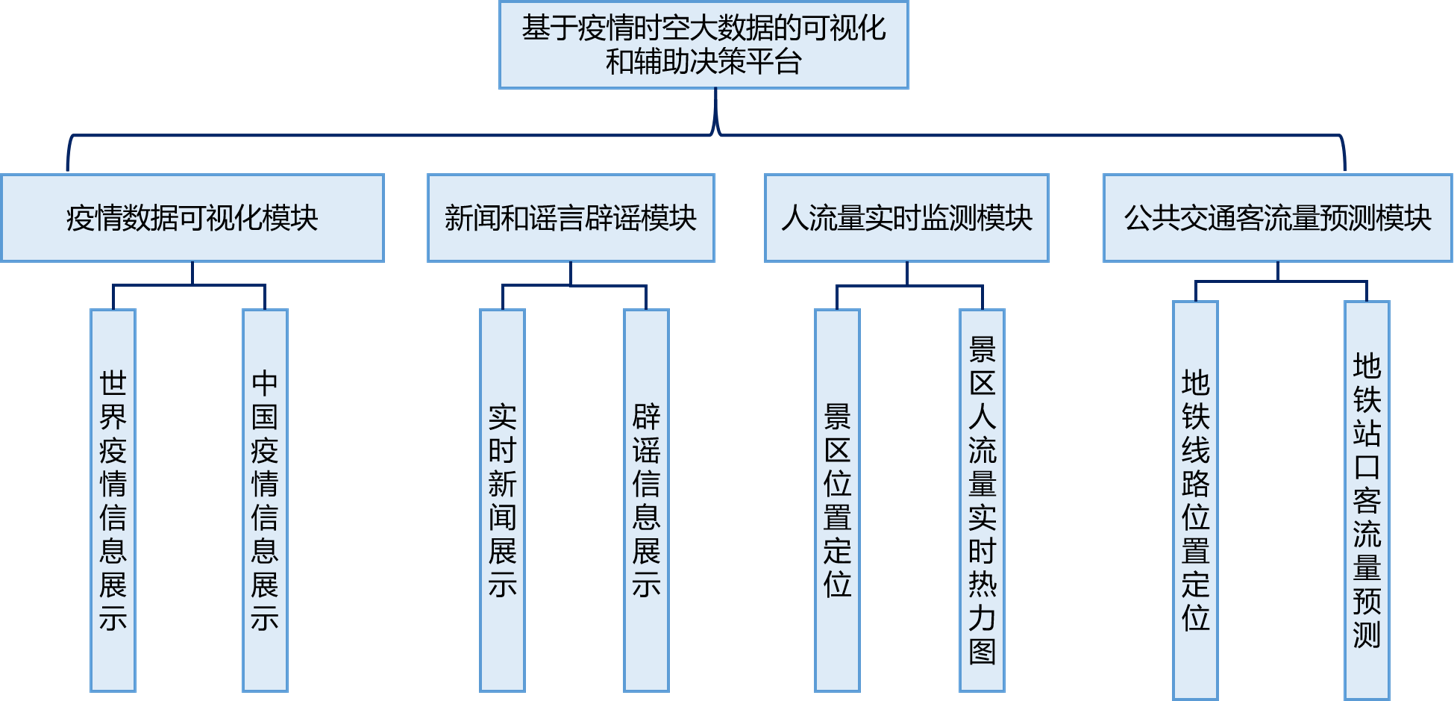 基于疫情时空大数据的可视化
和辅助决策平台
疫情数据可视化模块
新闻和谣言辟谣模块
人流量实时监测模块
公共交通客流量预测模块
世界疫情信息展示
中国疫情信息展示
实时新闻展示
辟谣信息展示
景区位置定位
景区人流量实时热力图
地铁线路位置定位
地铁站口客流量预测